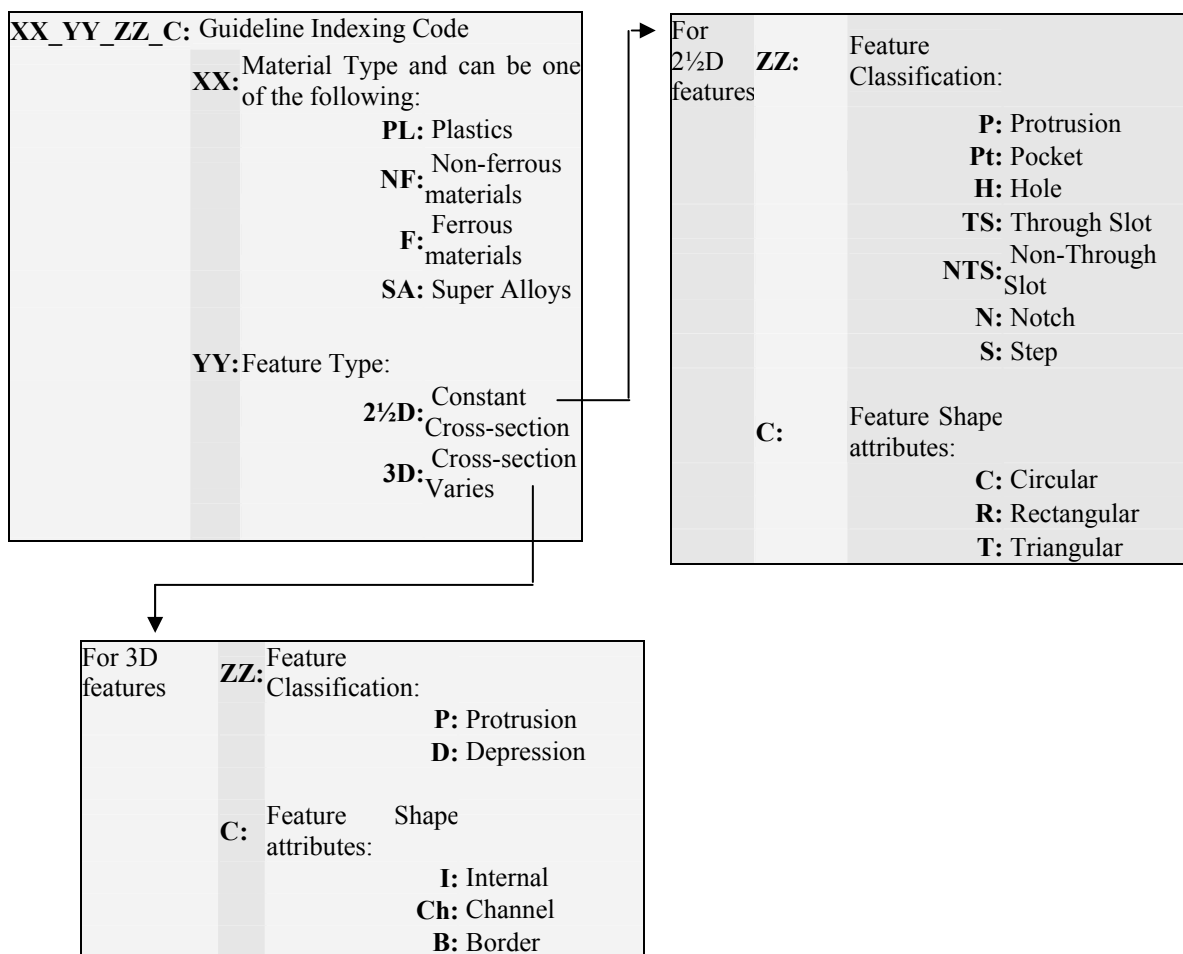 XX_YY_ZZ_C: Guideline Indexing Code
XX: Material Type and can be one
of the following:
PL: Plastics
NF: Non-ferrous
materials
F: Ferrous
materials
SA: Super Alloys
YY: Feature Type:
2½D: Constant
Cross-section
3D: Cross-section
Varies
For
2½D
features
ZZ: Feature
Classification:
P: Protrusion
Pt: Pocket
H: Hole
TS: Through Slot
NTS: Non-Through
Slot
N: Notch
S: Step
C: Feature Shape
attributes:
C: Circular
R: Rectangular
T: Triangular
For 3D
features
ZZ: Feature
Classification:
P: Protrusion
D: Depression
C: Feature Shape
attributes:
I: Internal
Ch: Channel
B: Border